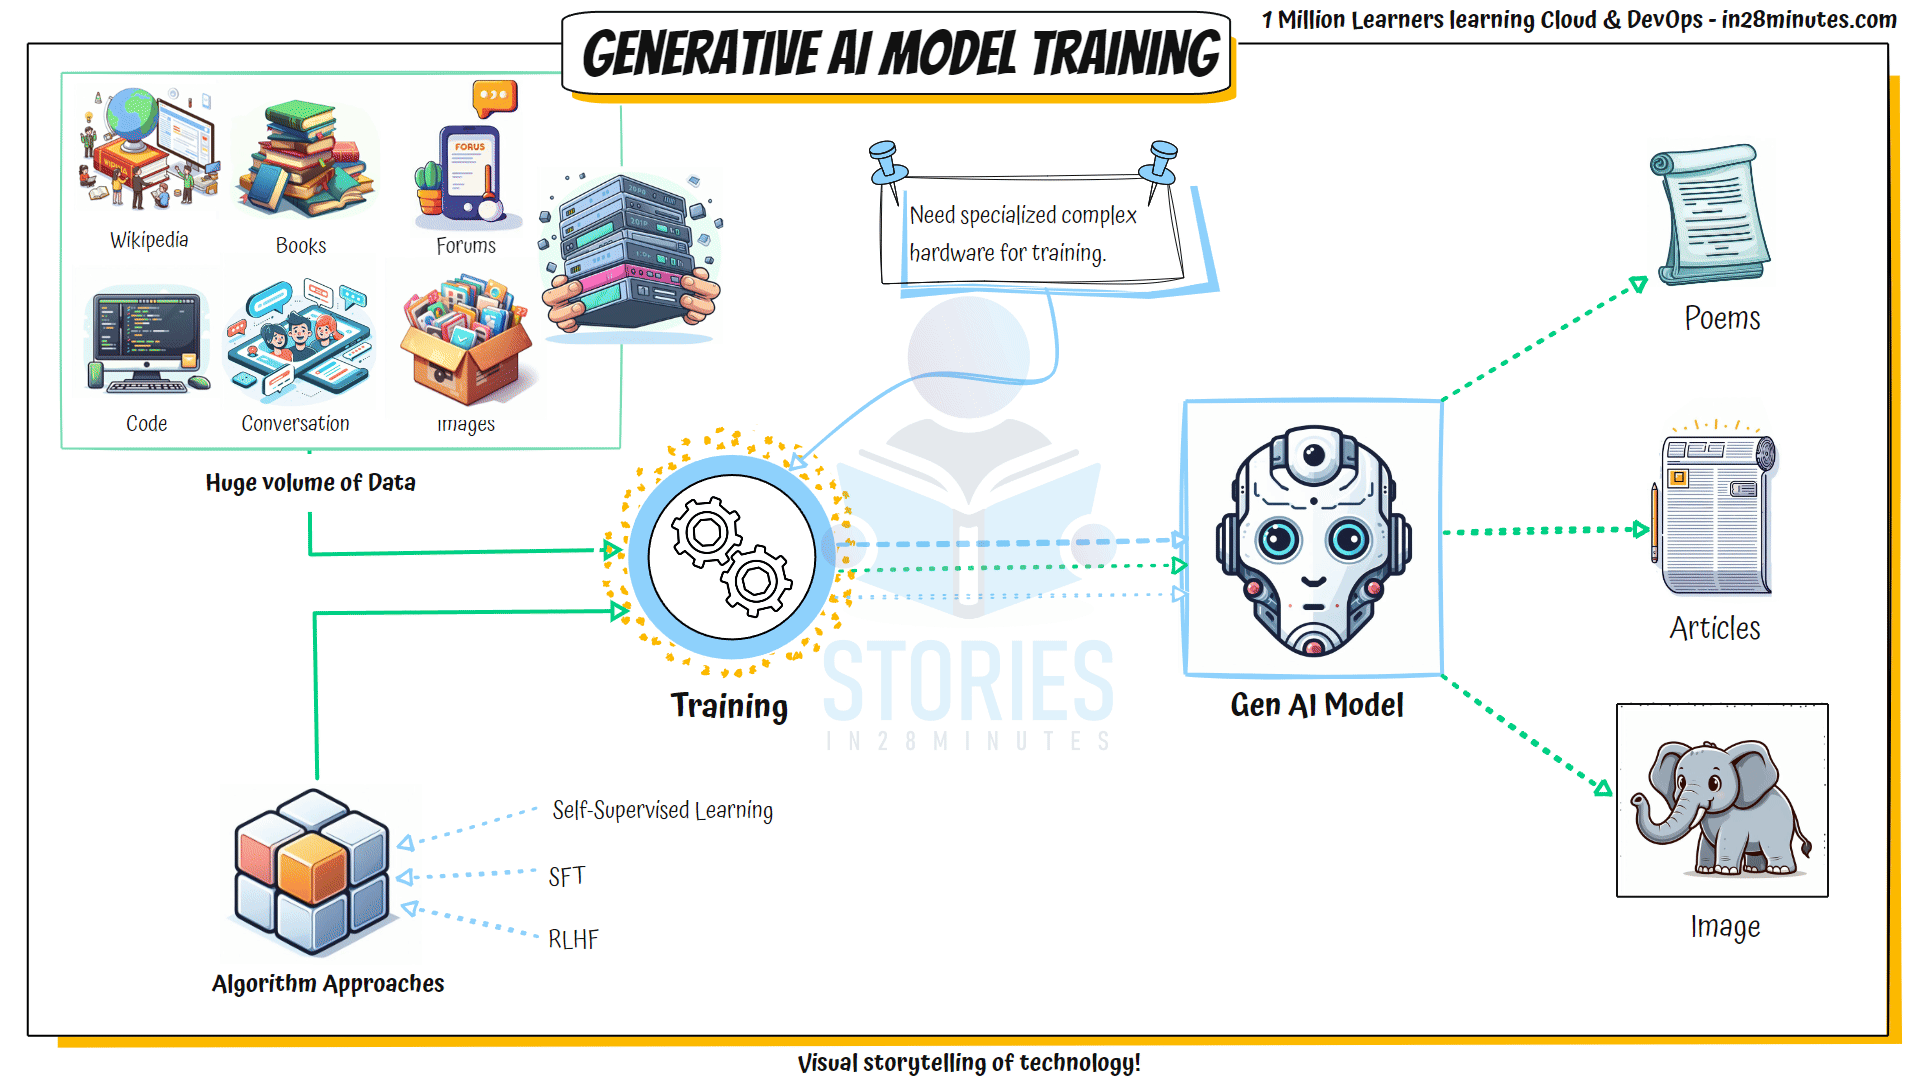 1 Million Learners learning Cloud & DevOps - in28minutes.com
GENERATIVE AI MODEL TRAINING
FORUS
Wikipedia
Books
Forums
Need specialized complex
hardware for training.
Code
Conversation
Images
Huge volume of Data
Poems
Articles
Training
Gen AI Model
STORIES
IN28MINUTES
Self-Supervised Learning
SFT
RLHF
Algorithm Approaches
Image
Visual storytelling of technology!